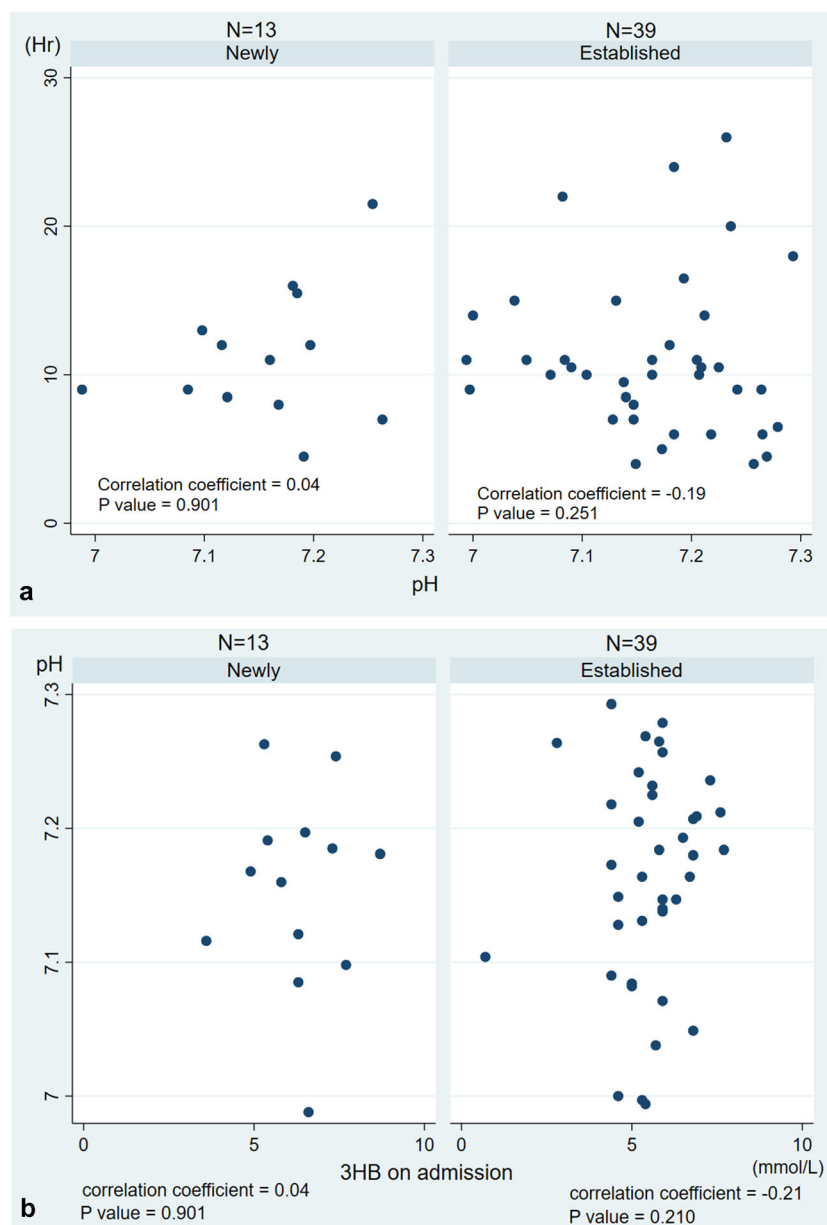 N=13 N=39
(Hr) Newly Established
30
20
10
0
Correlation coefficient = 0.04
P value = 0.901
Correlation coefficient = -0.19
P value = 0.251
7 7.1 7.2 7.3 7 7.1 7.2 7.3
pH
a
N=13 N=39
pH Newly Established
7.3
7.2
7.1
7
0 5 10 0 5 10
3HB on admission (mmol/L)
correlation coefficient = 0.04
P value = 0.901
correlation coefficient = -0.21
P value = 0.210
b